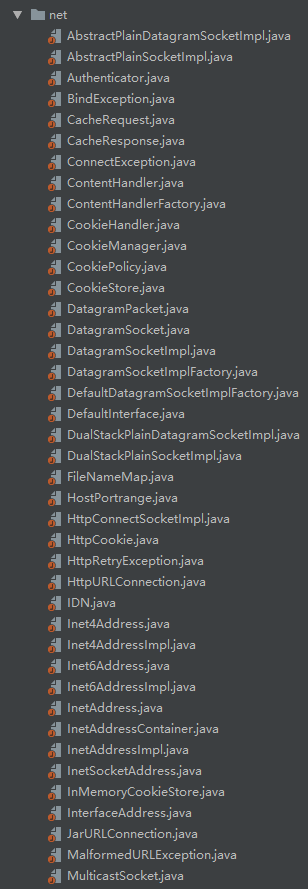 net
AbstractPlainDatagramSocketImpl.java
AbstractPlainSocketImpl.java
Authenticator.java
BindException.java
CacheRequest.java
CacheResponse.java
ConnectException.java
ContentHandler.java
ContentHandlerFactory.java
CookieHandler.java
CookieManager.java
CookiePolicy.java
CookieStore.java
DatagramPacket.java
DatagramSocket.java
DatagramSocketImpl.java
DatagramSocketImplFactory.java
DefaultDatagramSocketImplFactory.java
DefaultInterface.java
DualStackPlainDatagramSocketImpl.java
DualStackPlainSocketImpl.java
FileNameMap.java
HostPortrange.java
HttpConnectSocketImpl.java
HttpCookie.java
HttpRetryException.java
HttpURLConnection.java
IDN.java
Inet4Address.java
Inet4AddressImpl.java
Inet6Address.java
Inet6AddressImpl.java
InetAddress.java
InetAddressContainer.java
InetAddressImpl.java
InetSocketAddress.java
InMemoryCookieStore.java
InterfaceAddress.java
JarURLConnection.java
MalformedURLException.java
MulticastSocket.java